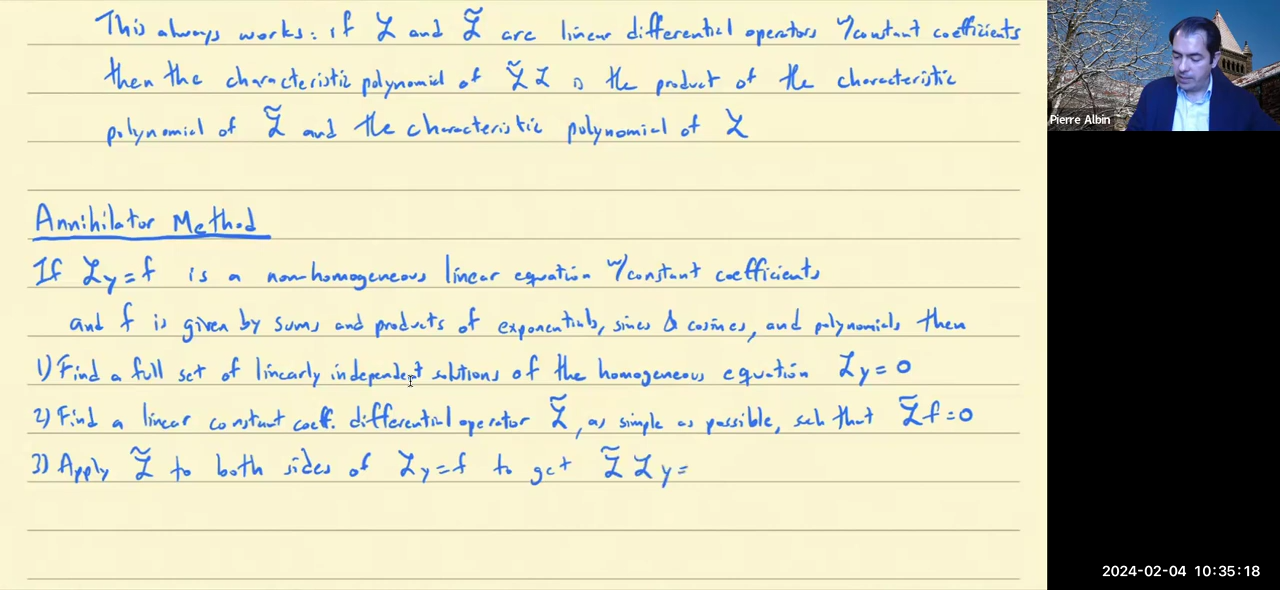 This always works: if ℒ and ℒ̃ are linear differential operators w/constant coefficients
then the characteristic polynomial of ℒ̃ ℒ is the product of the characteristic
polynomial of ℒ̃ and the characteristic polynomial of ℒ
Annihilator Method
If ℒy = f is a non-homogeneous linear equation w/constant coefficients
and f is given by sums and products of exponentials, sines & cosines, and polynomials then
1) Find a full set of linearly independent solutions of the homogeneous equation ℒy = 0
2) Find a linear constant coeff. differential operator ℒ̃, as simple as possible, such that ℒ̃f = 0
3) Apply ℒ̃ to both sides of ℒy = f to get ℒ̃ ℒy =
Pierre Albin
2024-02-04 10:35:18